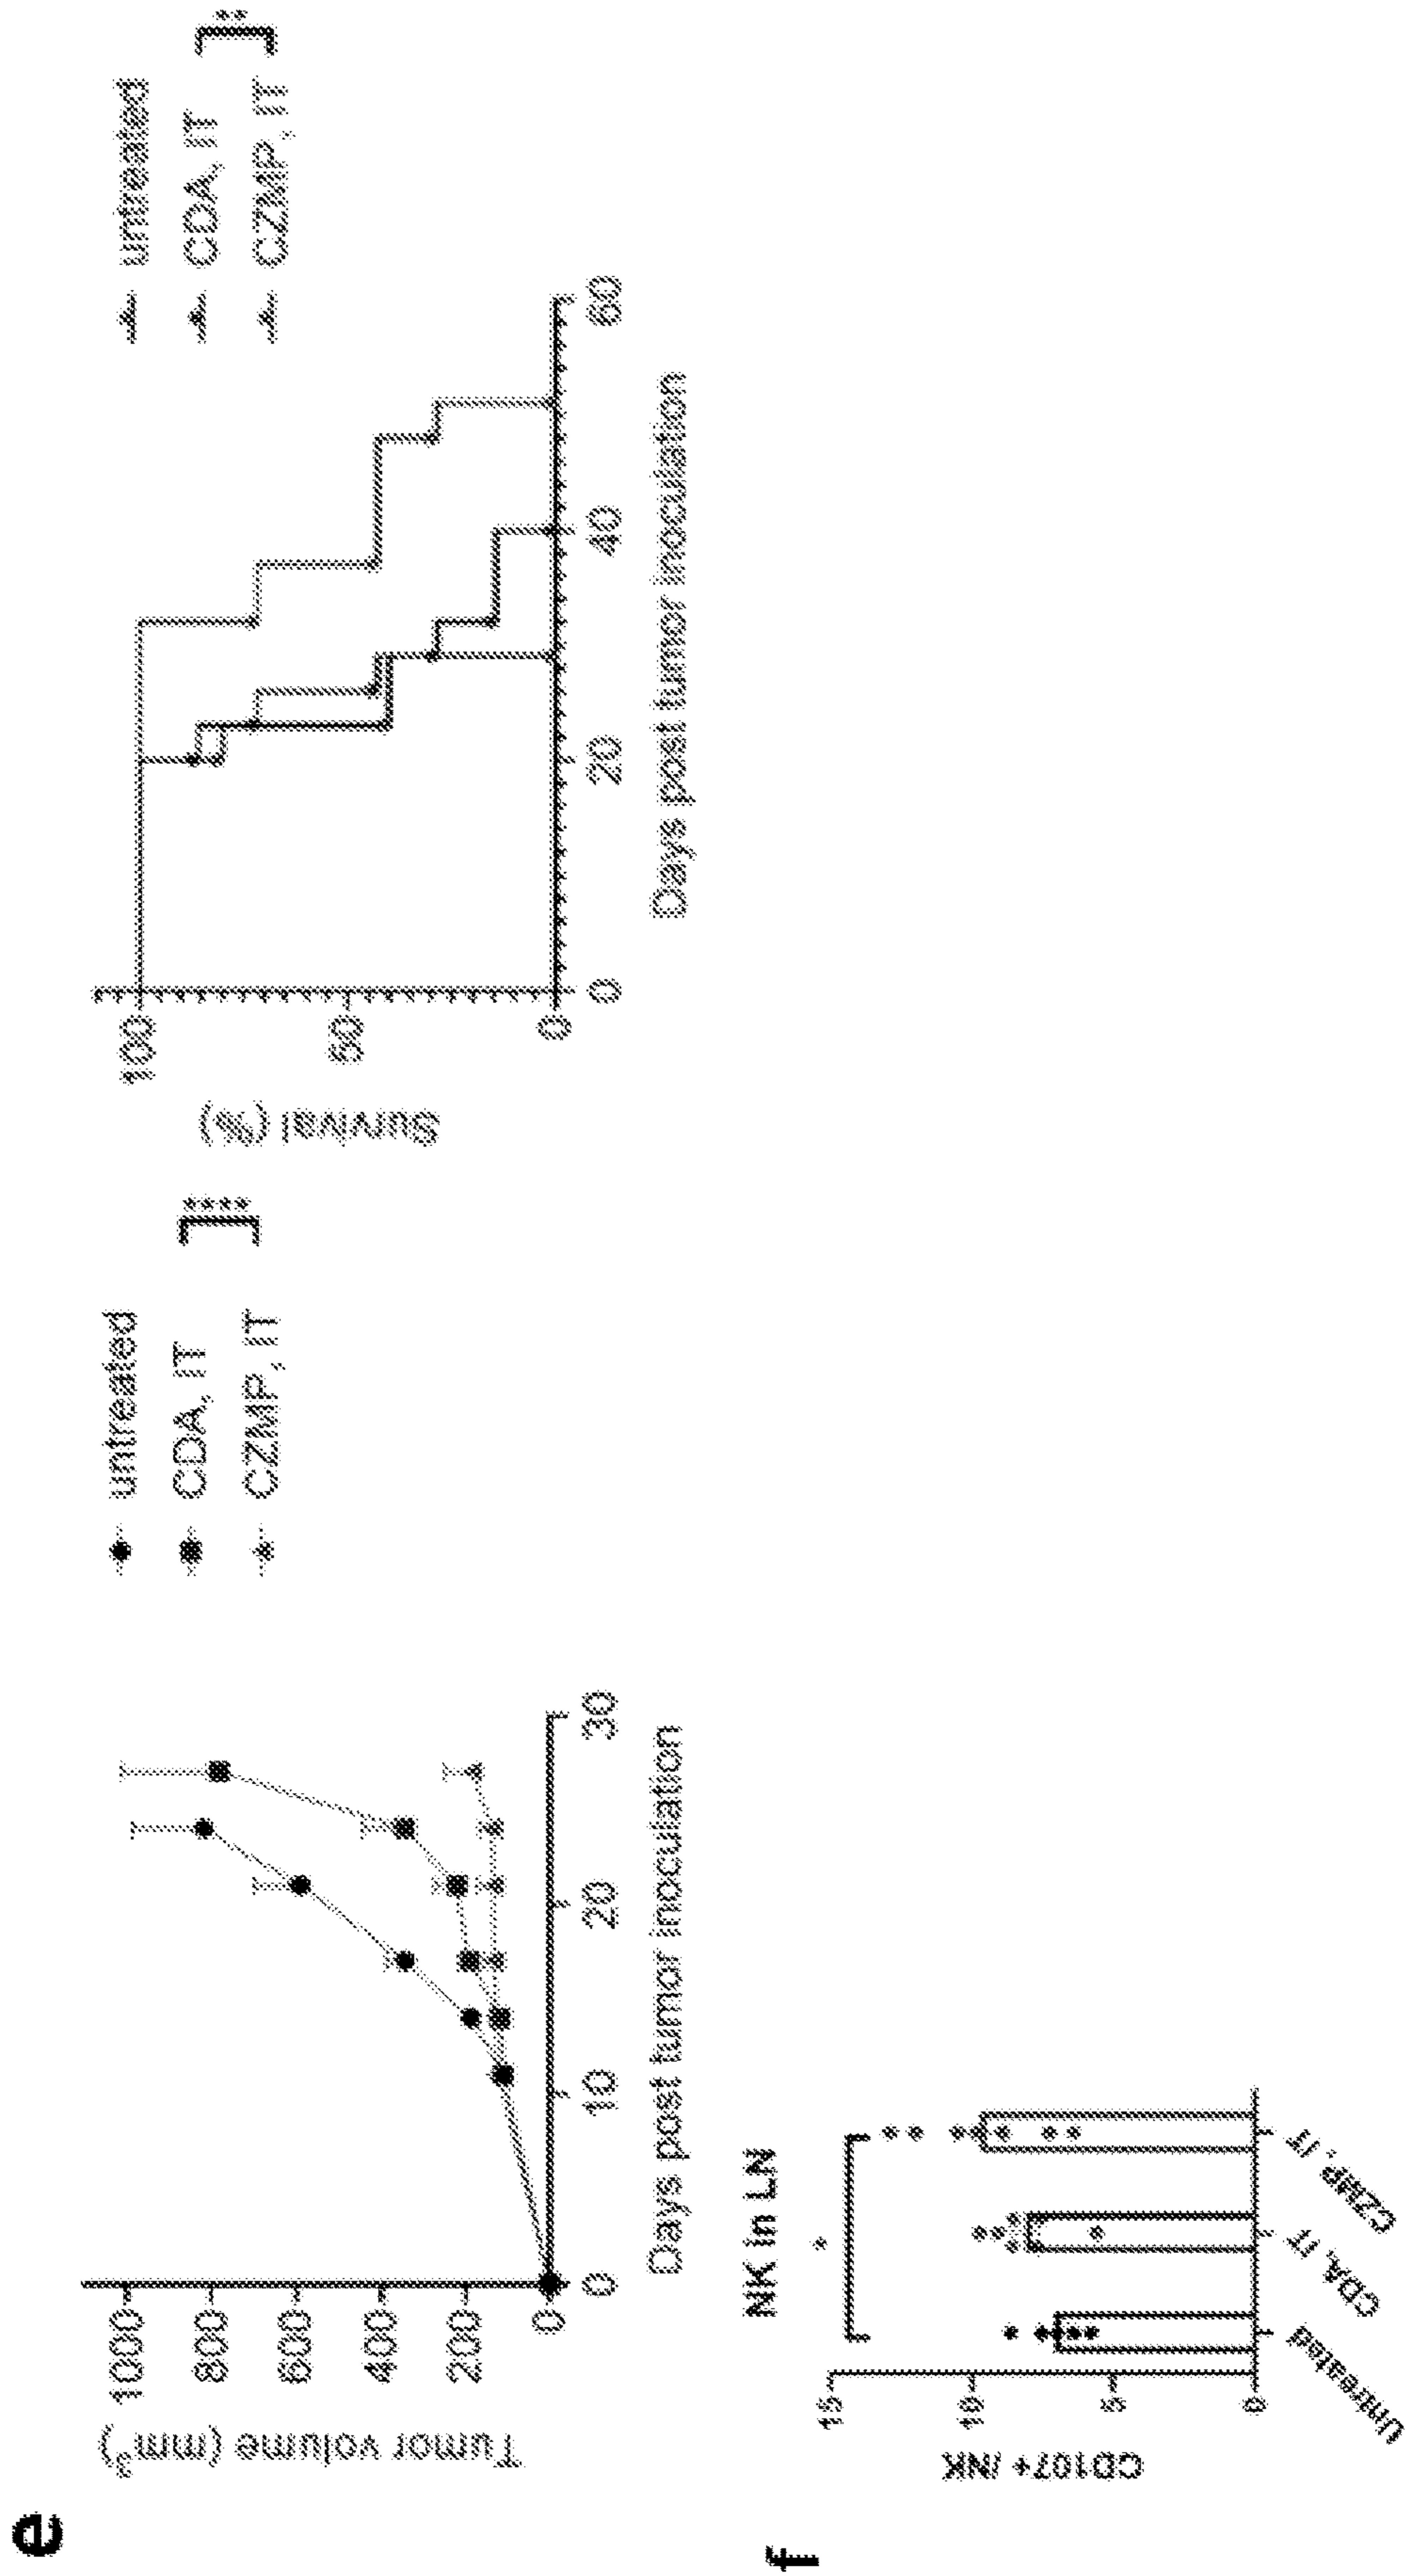 e
Tumor volume (mm³)
1000
800
600
400
200
0
0 10 20 30
Days post tumor inoculation
untreated
CDA, IT
CZMP, IT
****
Survival (%)
100
50
0
0 20 40 60
Days post tumor inoculation
untreated
CDA, IT
CZMP, IT
**
f
NK in LN
*
CD107+ /NK
15
10
5
0
Untreated
CDA, IT
CZMP, IT